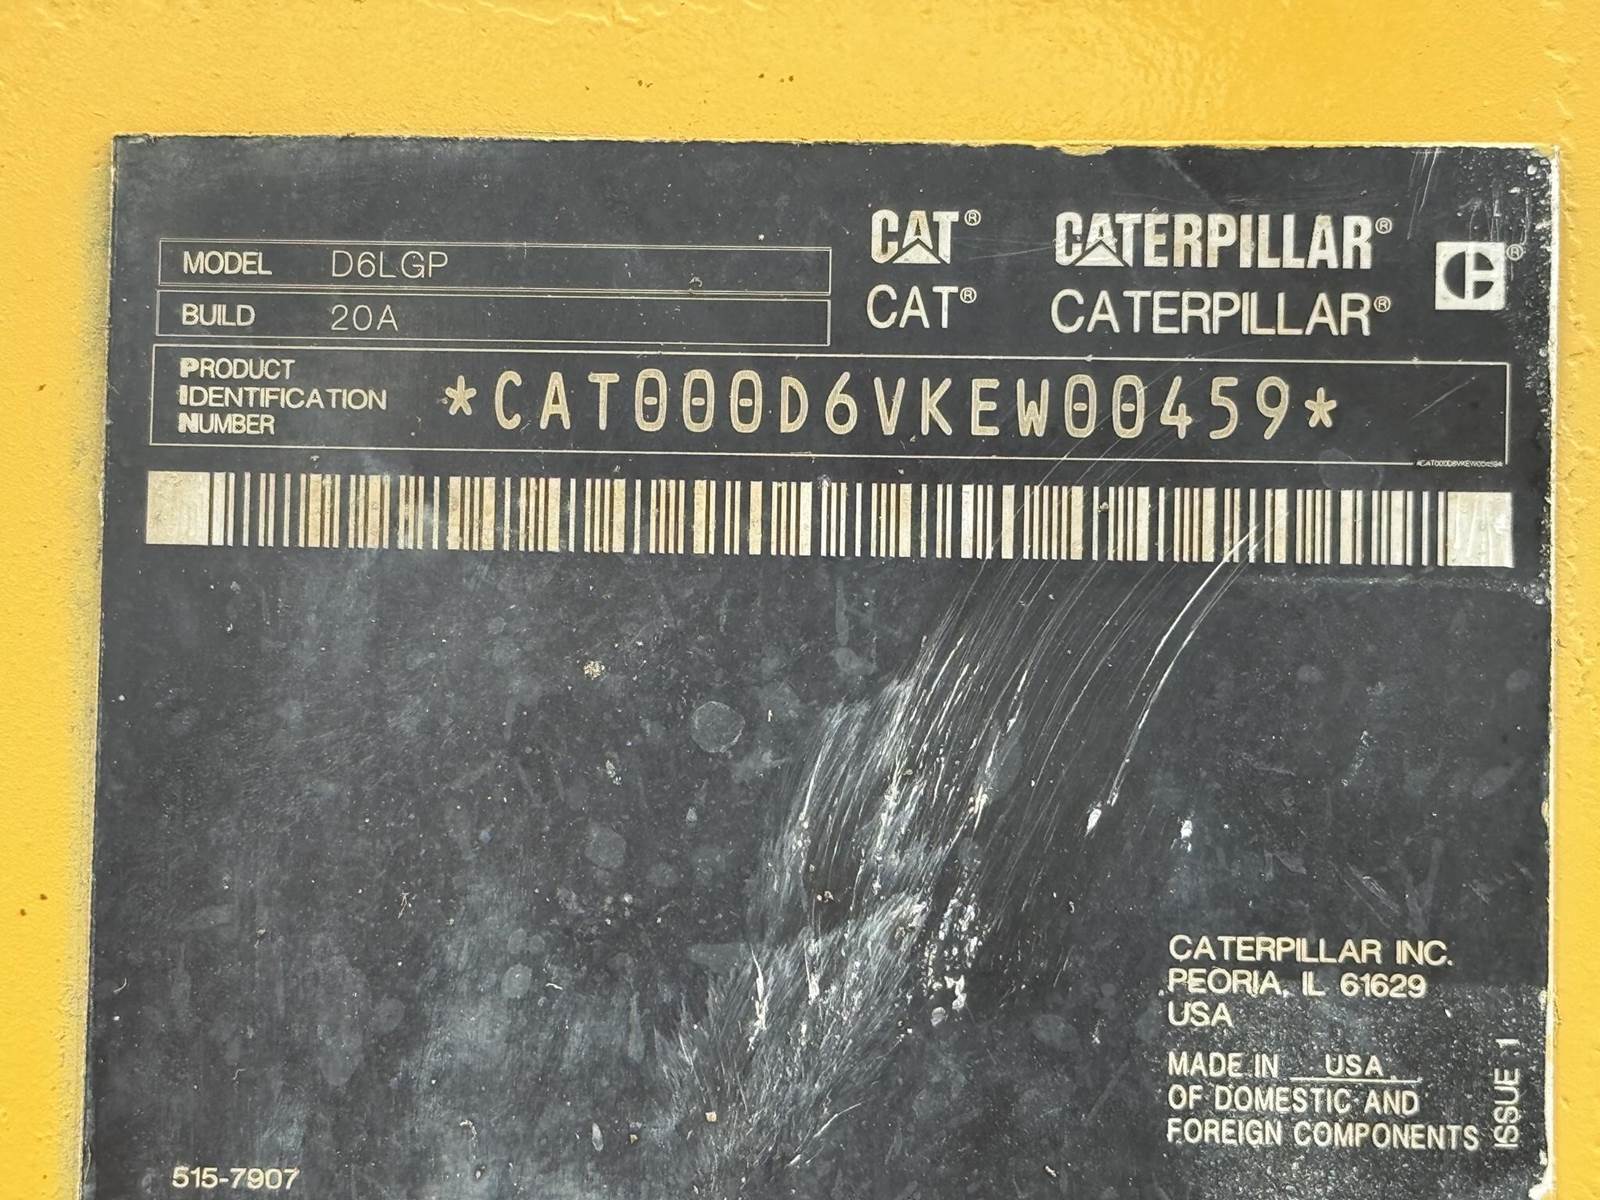 MODEL D6LGP
BUILD 20A
CAT® CATERPILLAR®
CAT® CATERPILLAR®
PRODUCT
IDENTIFICATION
NUMBER
*CAT000D6VKEW00459*
*CAT000D6VKEW00459*
CATERPILLAR INC.
PEORIA, IL 61629
USA
MADE IN USA
OF DOMESTIC AND
FOREIGN COMPONENTS
ISSUE 1
515-7907